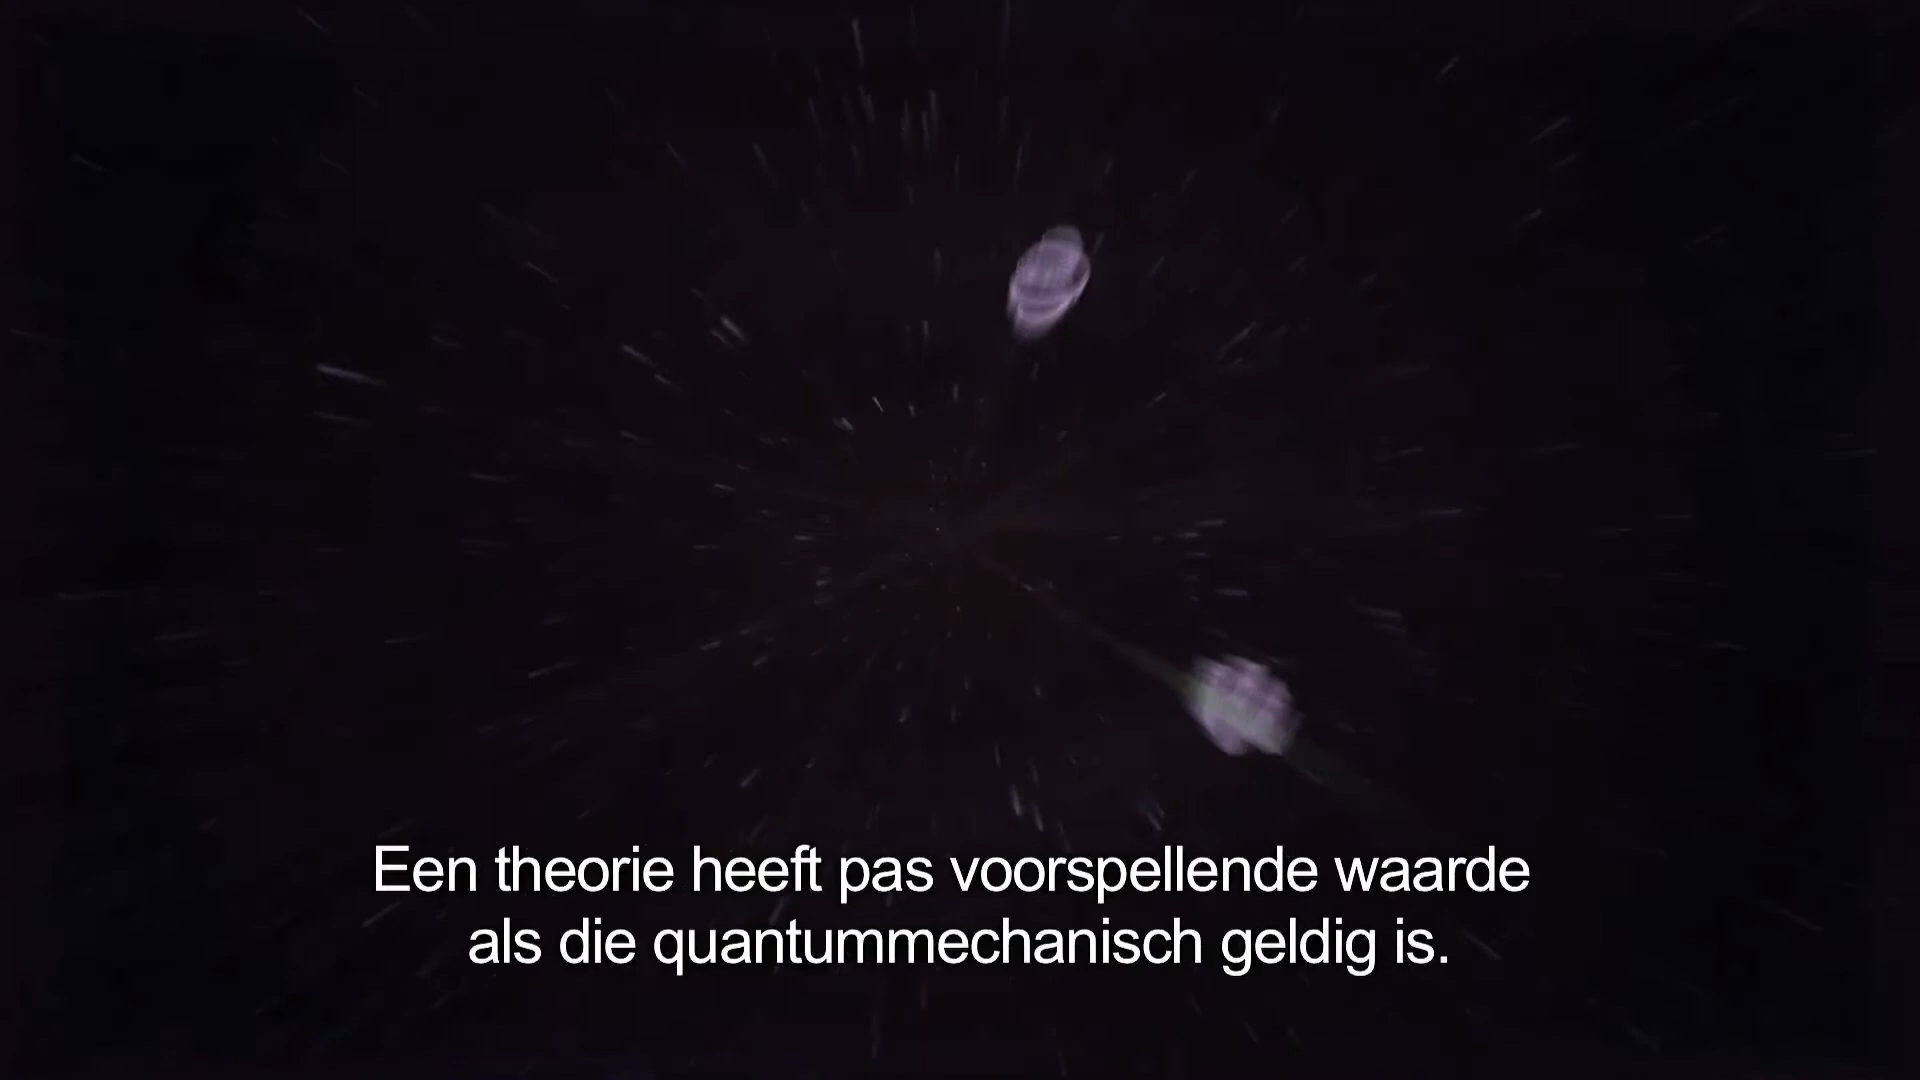 Een theorie heeft pas voorspellende waarde
als die quantummechanisch geldig is.